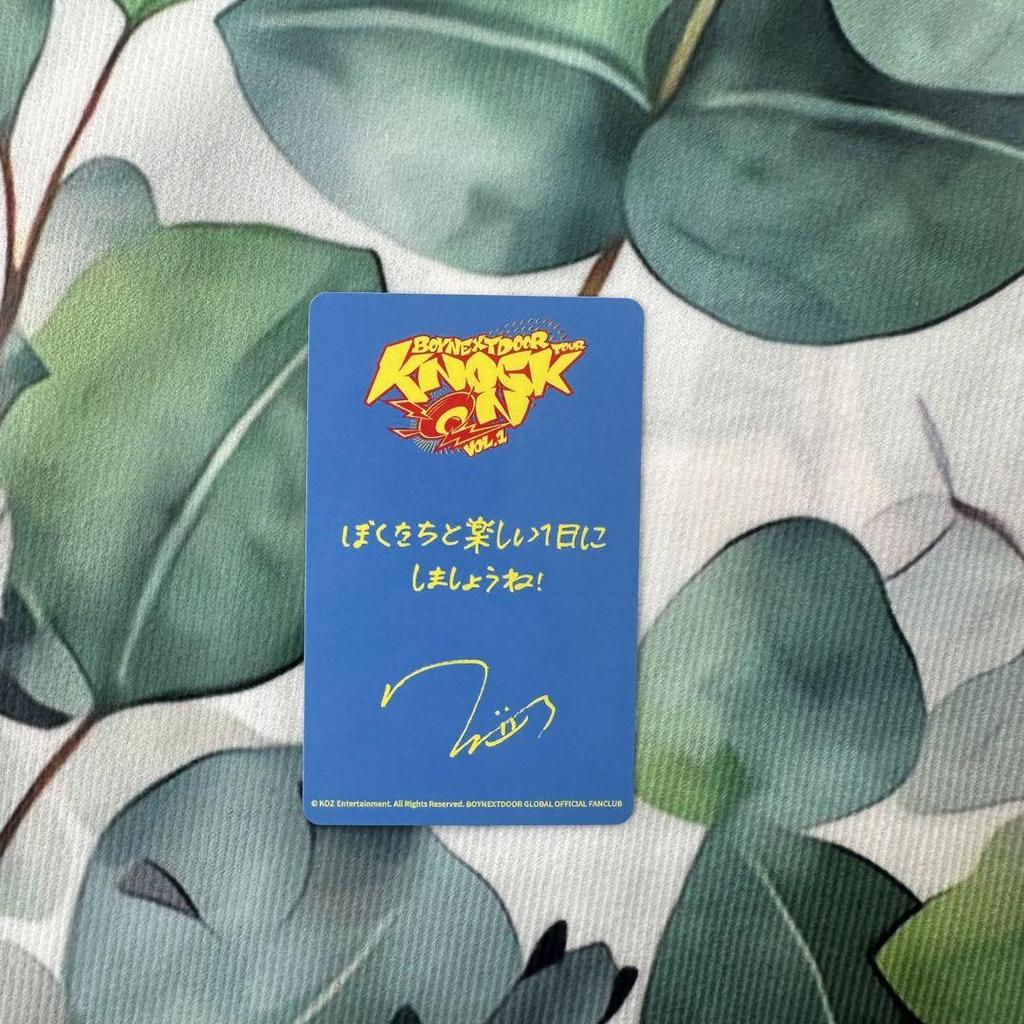 BOYNEXTDOOR TOUR
KNOCK
ON
VOL.1
ぼくたちと楽しい1日に
しましょうね!
© KOZ Entertainment. All Rights Reserved. BOYNEXTDOOR GLOBAL OFFICIAL FANCLUB